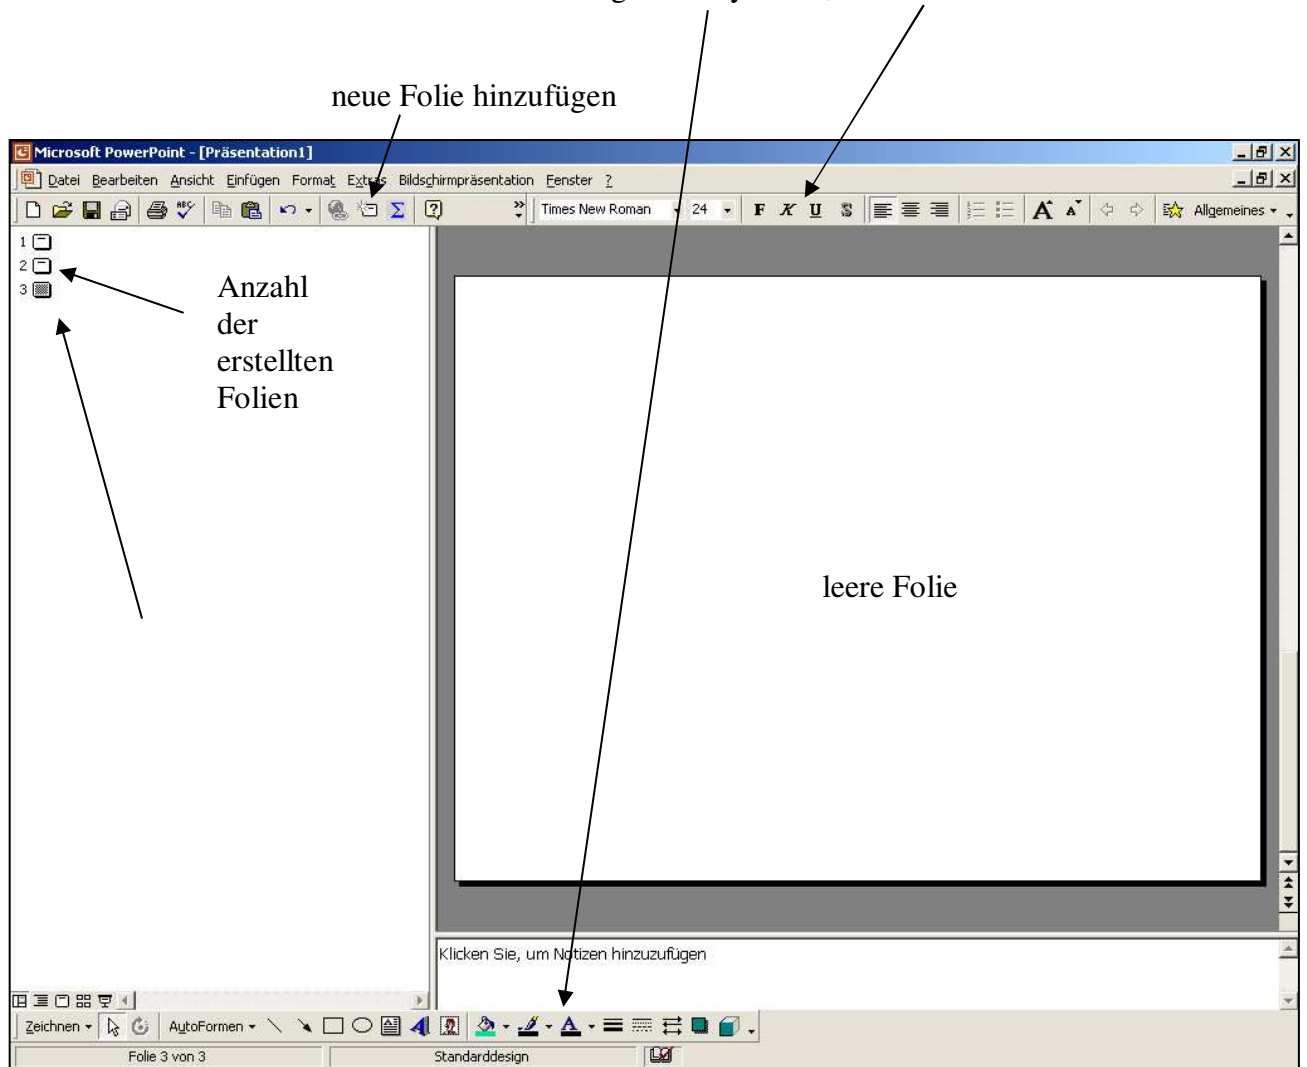 neue Folie hinzufügen
Microsoft PowerPoint - [Präsentation1]
Datei Bearbeiten Ansicht Einfügen Format Extras Bildschirmpräsentation Fenster ?
ABC Σ ? » Times New Roman 24 F K U S A A Allgemeines
1
2
3
Anzahl
der
erstellten
Folien
leere Folie
Klicken Sie, um Notizen hinzuzufügen
Zeichnen AutoFormen A A
Folie 3 von 3 Standarddesign